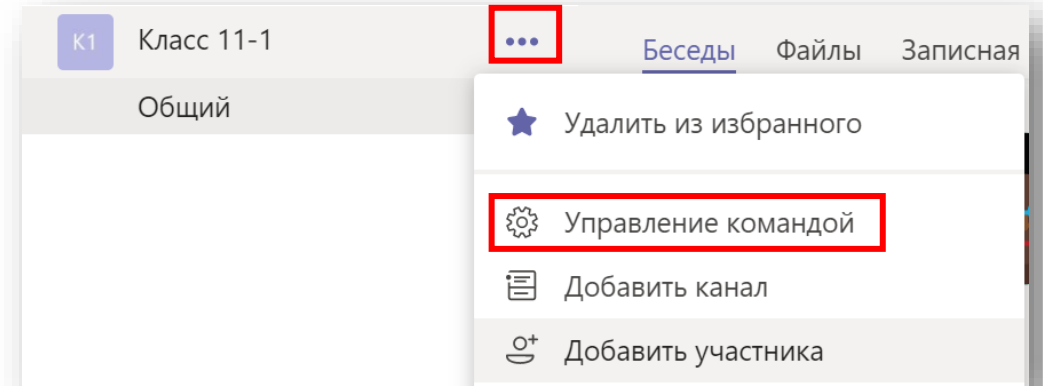 К1 Класс 11-1 ••• Беседы Файлы Записная
Общий
Удалить из избранного
Управление командой
Добавить канал
Добавить участника